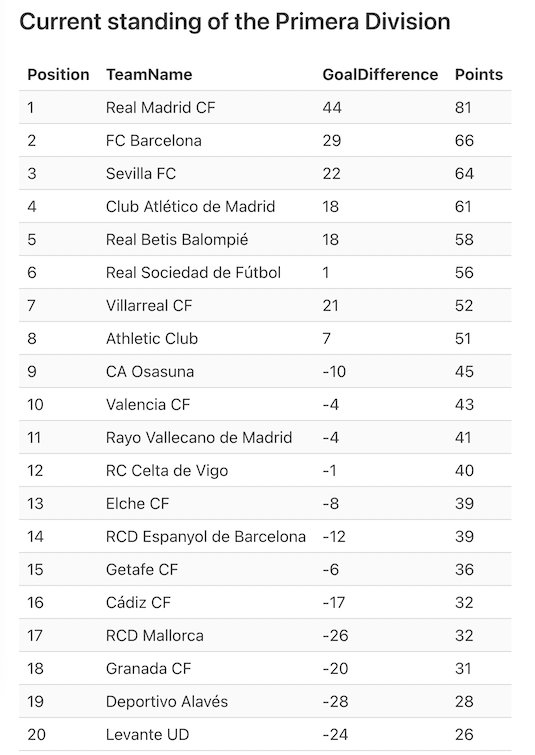 Current standing of the Primera Division
Position TeamName GoalDifference Points
1 Real Madrid CF 44 81
2 FC Barcelona 29 66
3 Sevilla FC 22 64
4 Club Atlético de Madrid 18 61
5 Real Betis Balompié 18 58
6 Real Sociedad de Fútbol 1 56
7 Villarreal CF 21 52
8 Athletic Club 7 51
9 CA Osasuna -10 45
10 Valencia CF -4 43
11 Rayo Vallecano de Madrid -4 41
12 RC Celta de Vigo -1 40
13 Elche CF -8 39
14 RCD Espanyol de Barcelona -12 39
15 Getafe CF -6 36
16 Cádiz CF -17 32
17 RCD Mallorca -26 32
18 Granada CF -20 31
19 Deportivo Alavés -28 28
20 Levante UD -24 26